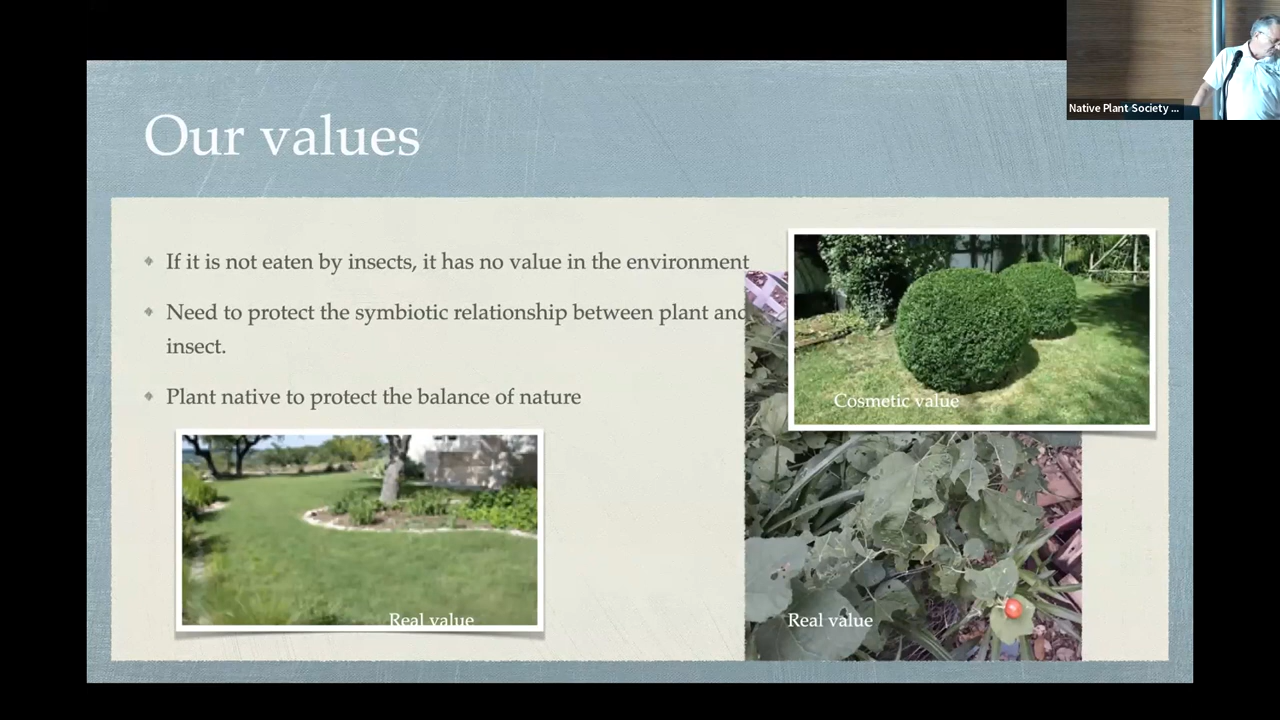 Native Plant Society ...
Our values
If it is not eaten by insects, it has no value in the environment
Need to protect the symbiotic relationship between plant and
insect.
Plant native to protect the balance of nature
Cosmetic value
Real value
Real value